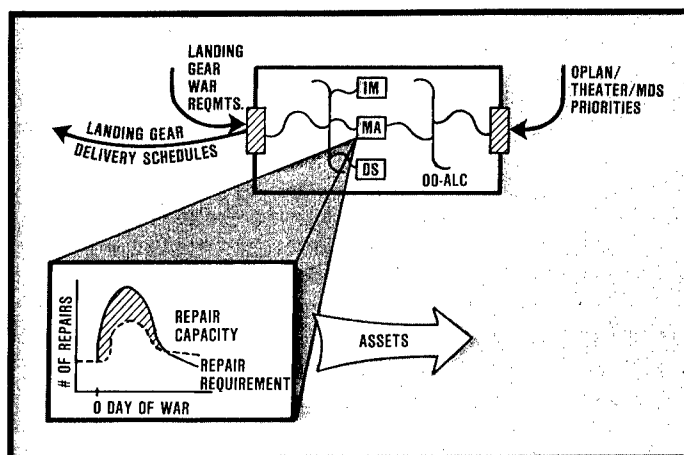 LANDING
GEAR
WAR
REQMTS.
LANDING GEAR
DELIVERY SCHEDULES
IM
MA
DS
OO-ALC
OPLAN/
THEATER/MDS
PRIORITIES
# OF REPAIRS
REPAIR
CAPACITY
REPAIR
REQUIREMENT
0 DAY OF WAR
ASSETS